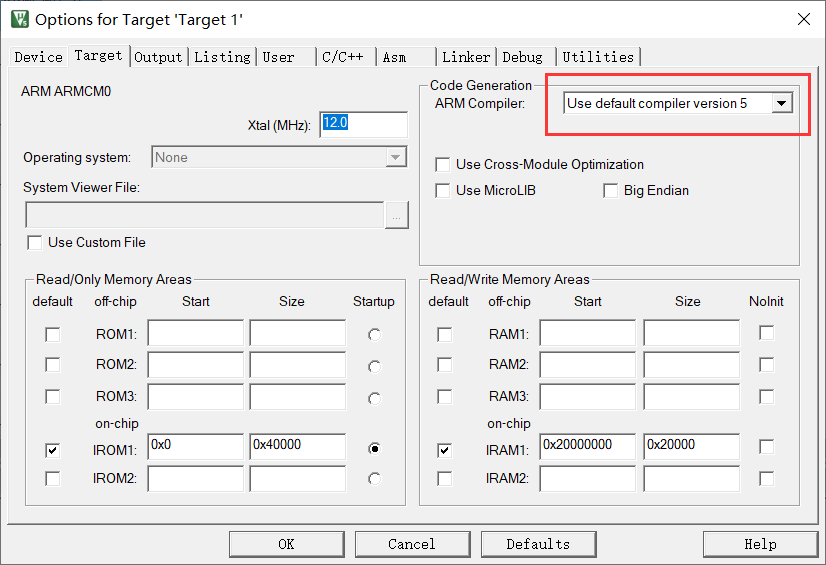 Options for Target 'Target 1'
Device Target Output Listing User C/C++ Asm Linker Debug Utilities
ARM ARMCM0
Xtal (MHz): 12.0
Operating system: None
System Viewer File:
...
Use Custom File
Code Generation
ARM Compiler: Use default compiler version 5
Use Cross-Module Optimization
Use MicroLIB Big Endian
Read/Only Memory Areas
default off-chip Start Size Startup
ROM1:
ROM2:
ROM3:
on-chip
IROM1: 0x0 0x40000
IROM2:
Read/Write Memory Areas
default off-chip Start Size NoInit
RAM1:
RAM2:
RAM3:
on-chip
IRAM1: 0x20000000 0x20000
IRAM2:
OK Cancel Defaults Help